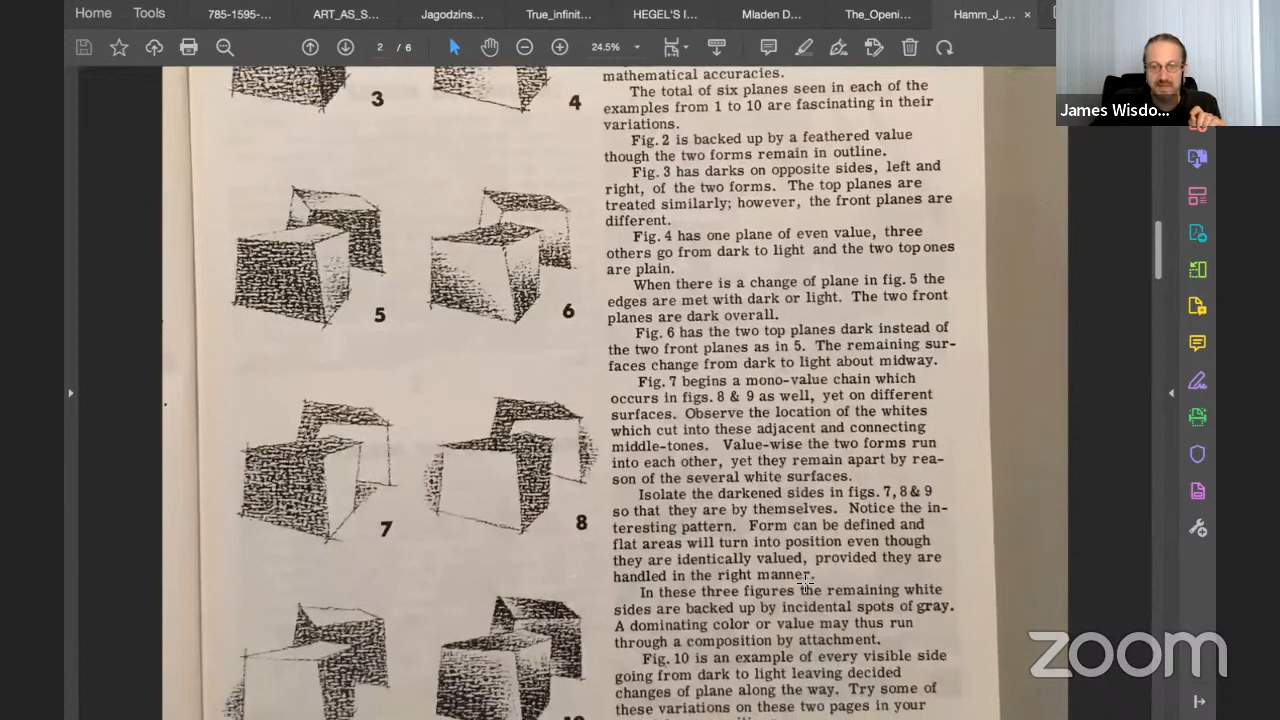 Home
Tools
785-1595-...
ART_AS_S...
Jagodzins...
True_infinit...
HEGEL'S I...
Mladen D...
The_Openi...
Hamm_J_...
×
2 / 6
24.5%
James Wisdo...
3
4
5
6
7
8
mathematical accuracies.
The total of six planes seen in each of the
examples from 1 to 10 are fascinating in their
variations.
Fig. 2 is backed up by a feathered value
though the two forms remain in outline.
Fig. 3 has darks on opposite sides, left and
right, of the two forms. The top planes are
treated similarly; however, the front planes are
different.
Fig. 4 has one plane of even value, three
others go from dark to light and the two top ones
are plain.
When there is a change of plane in fig. 5 the
edges are met with dark or light. The two front
planes are dark overall.
Fig. 6 has the two top planes dark instead of
the two front planes as in 5. The remaining sur-
faces change from dark to light about midway.
Fig. 7 begins a mono-value chain which
occurs in figs. 8 & 9 as well, yet on different
surfaces. Observe the location of the whites
which cut into these adjacent and connecting
middle-tones. Value-wise the two forms run
into each other, yet they remain apart by rea-
son of the several white surfaces.
Isolate the darkened sides in figs. 7, 8 & 9
so that they are by themselves. Notice the in-
teresting pattern. Form can be defined and
flat areas will turn into position even though
they are identically valued, provided they are
handled in the right manner.
In these three figures the remaining white
sides are backed up by incidental spots of gray.
A dominating color or value may thus run
through a composition by attachment.
Fig. 10 is an example of every visible side
going from dark to light leaving decided
changes of plane along the way. Try some of
these variations on these two pages in your
zoom